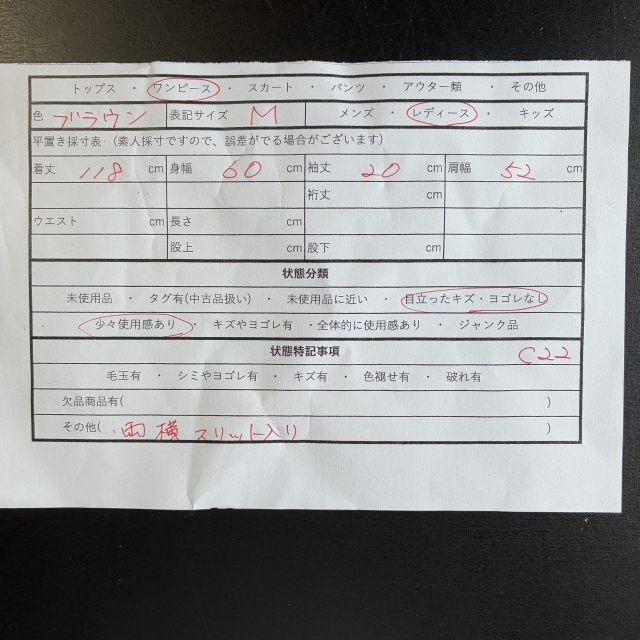 トップス ・ ワンピース ・ スカート ・ パンツ ・ アウター類 ・ その他
色 ブラウン 表記サイズ M メンズ ・ レディース ・ キッズ
平置き採寸表 （素人採寸ですので、誤差がでる場合がございます）
着丈 118 cm 身幅 60 cm 袖丈 20 cm 肩幅 52 cm
裄丈 cm
ウエスト cm 長さ cm
股上 cm 股下 cm
状態分類
未使用品 ・ タグ有(中古品扱い) ・ 未使用品に近い ・ 目立ったキズ・ヨゴレなし
・ 少々使用感あり ・ キズやヨゴレ有 ・全体的に使用感あり ・ ジャンク品
状態特記事項 C22
毛玉有 ・ シミやヨゴレ有 ・ キズ有 ・ 色褪せ有 ・ 破れ有
欠品商品有( )
その他( 両横 スリット入り )